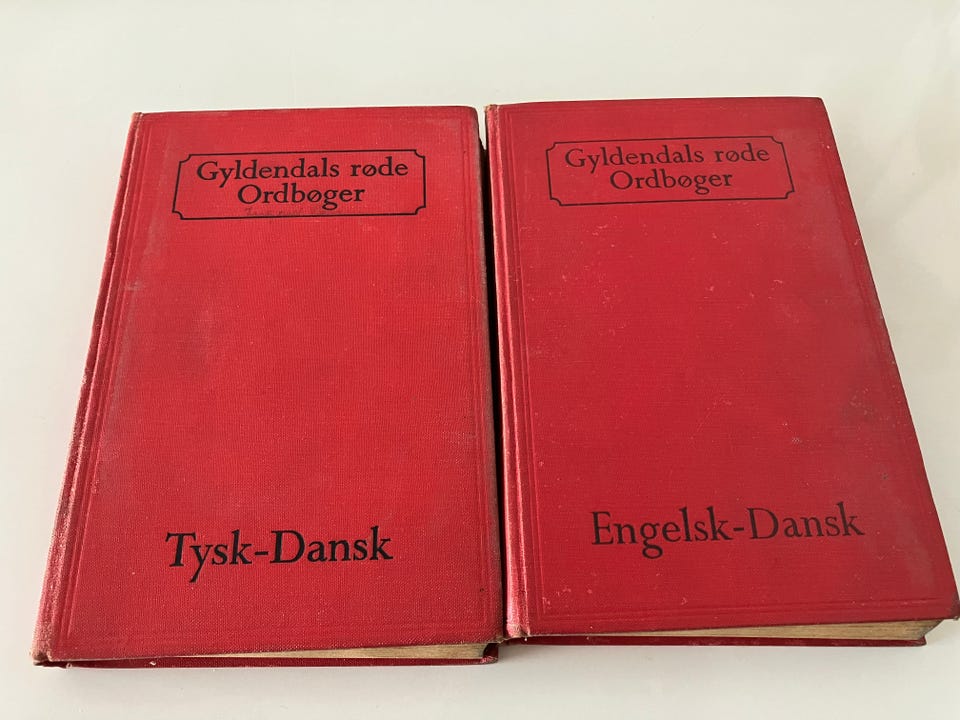 Gyldendals røde
Ordbøger
Tysk-Dansk
Gyldendals røde
Ordbøger
Engelsk-Dansk